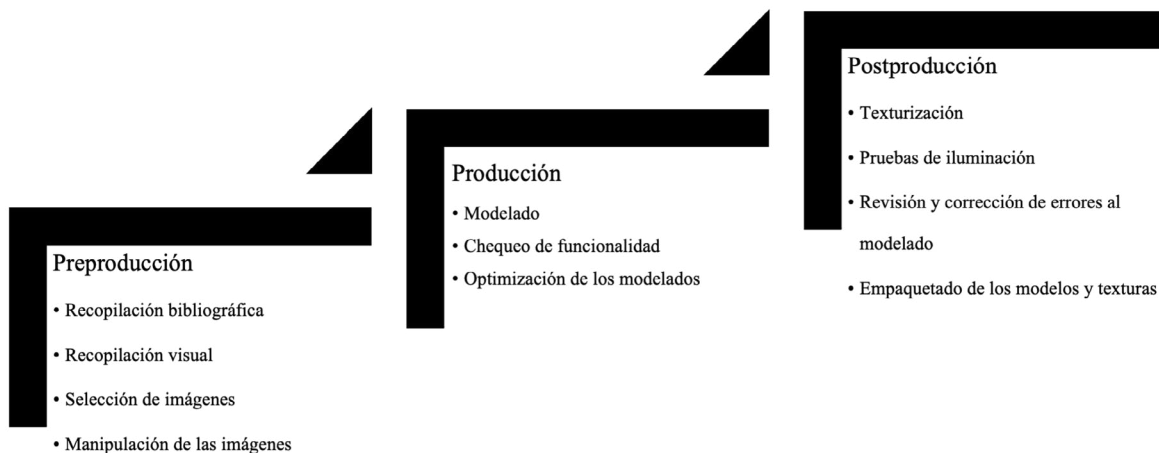 Preproducción
• Recopilación bibliográfica
• Recopilación visual
• Selección de imágenes
• Manipulación de las imágenes
Producción
• Modelado
• Chequeo de funcionalidad
• Optimización de los modelados
Postproducción
• Texturización
• Pruebas de iluminación
• Revisión y corrección de errores al
modelado
• Empaquetado de los modelos y texturas